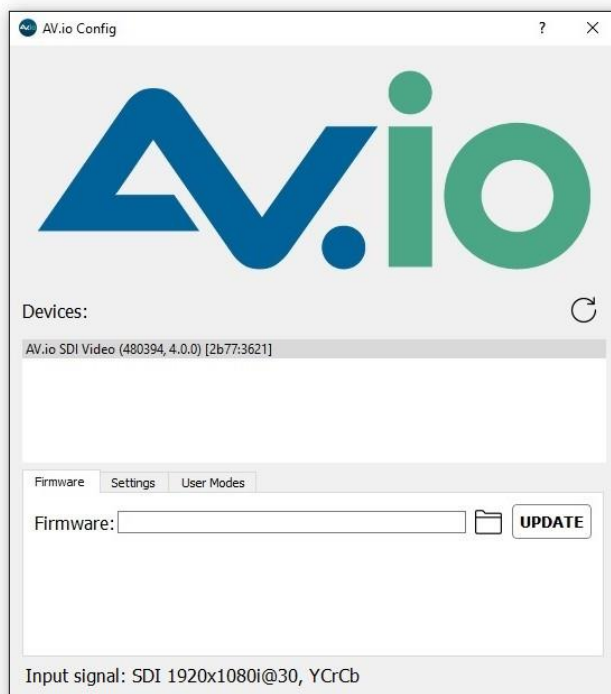 AV.io Config
AV.io
Devices:
AV.io SDI Video (480394, 4.0.0) [2b77:3621]
Firmware Settings User Modes
Firmware: UPDATE
Input signal: SDI 1920x1080i@30, YCrCb